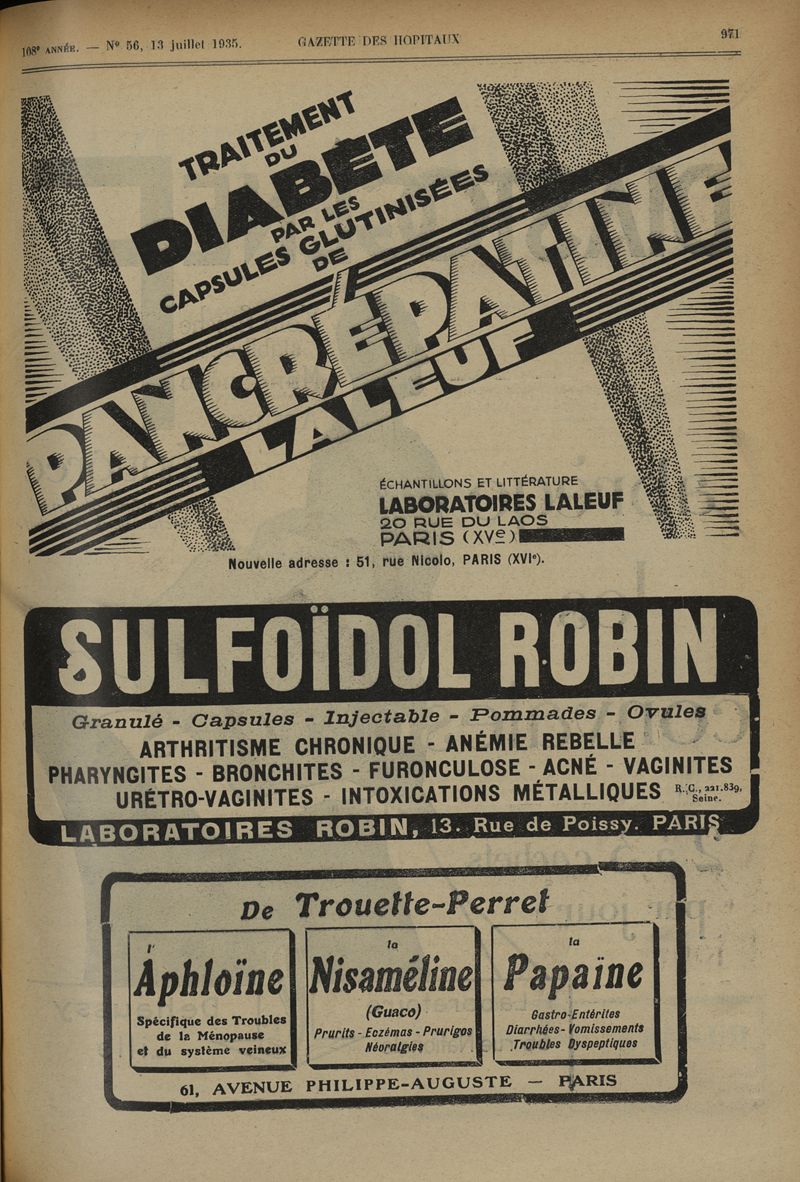 108e ANNÉE. — N° 56, 13 juillet 1935. GAZETTE DES HOPITAUX 971
TRAITEMENT
DU
DIABÈTE
PAR LES
CAPSULES GLUTINISÉES
DE
PANCRÉPATINE
LALEUF
ÉCHANTILLONS ET LITTÉRATURE
LABORATOIRES LALEUF
20 RUE DU LAOS
PARIS (XVe)
Nouvelle adresse : 51, rue Nicolo, PARIS (XVIe).
SULFOÏDOL ROBIN
Granulé - Capsules - Injectable - Pommades - Ovules
ARTHRITISME CHRONIQUE - ANÉMIE REBELLE
PHARYNGITES - BRONCHITES - FURONCULOSE - ACNÉ - VAGINITES
URÉTRO-VAGINITES - INTOXICATIONS MÉTALLIQUES R.C., 221.839, Seine.
LABORATOIRES ROBIN, 13. Rue de Poissy. PARIS
De Trouette-Perret
l'
Aphloïne
Spécifique des Troubles
de la Ménopause
et du système veineux
la
Nisaméline
(Guaco)
Prurits - Eczémas - Prurigos
Névralgies
la
Papaïne
Gastro-Entérites
Diarrhées - Vomissements
Troubles Dyspeptiques
61, AVENUE PHILIPPE-AUGUSTE — PARIS